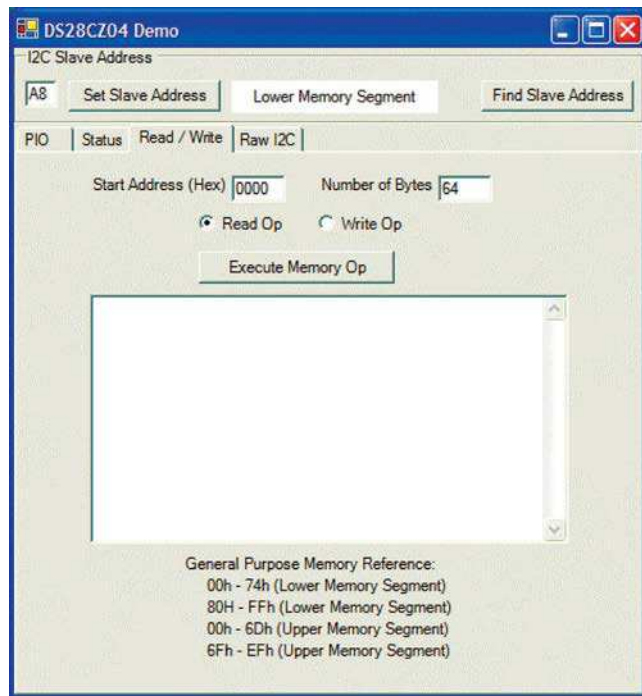 DS28CZ04 Demo
I2C Slave Address
A8 Set Slave Address Lower Memory Segment Find Slave Address
PIO Status Read / Write Raw I2C
Start Address (Hex) 0000 Number of Bytes 64
Read Op Write Op
Execute Memory Op
General Purpose Memory Reference:
00h - 74h (Lower Memory Segment)
80H - FFh (Lower Memory Segment)
00h - 6Dh (Upper Memory Segment)
6Fh - EFh (Upper Memory Segment)